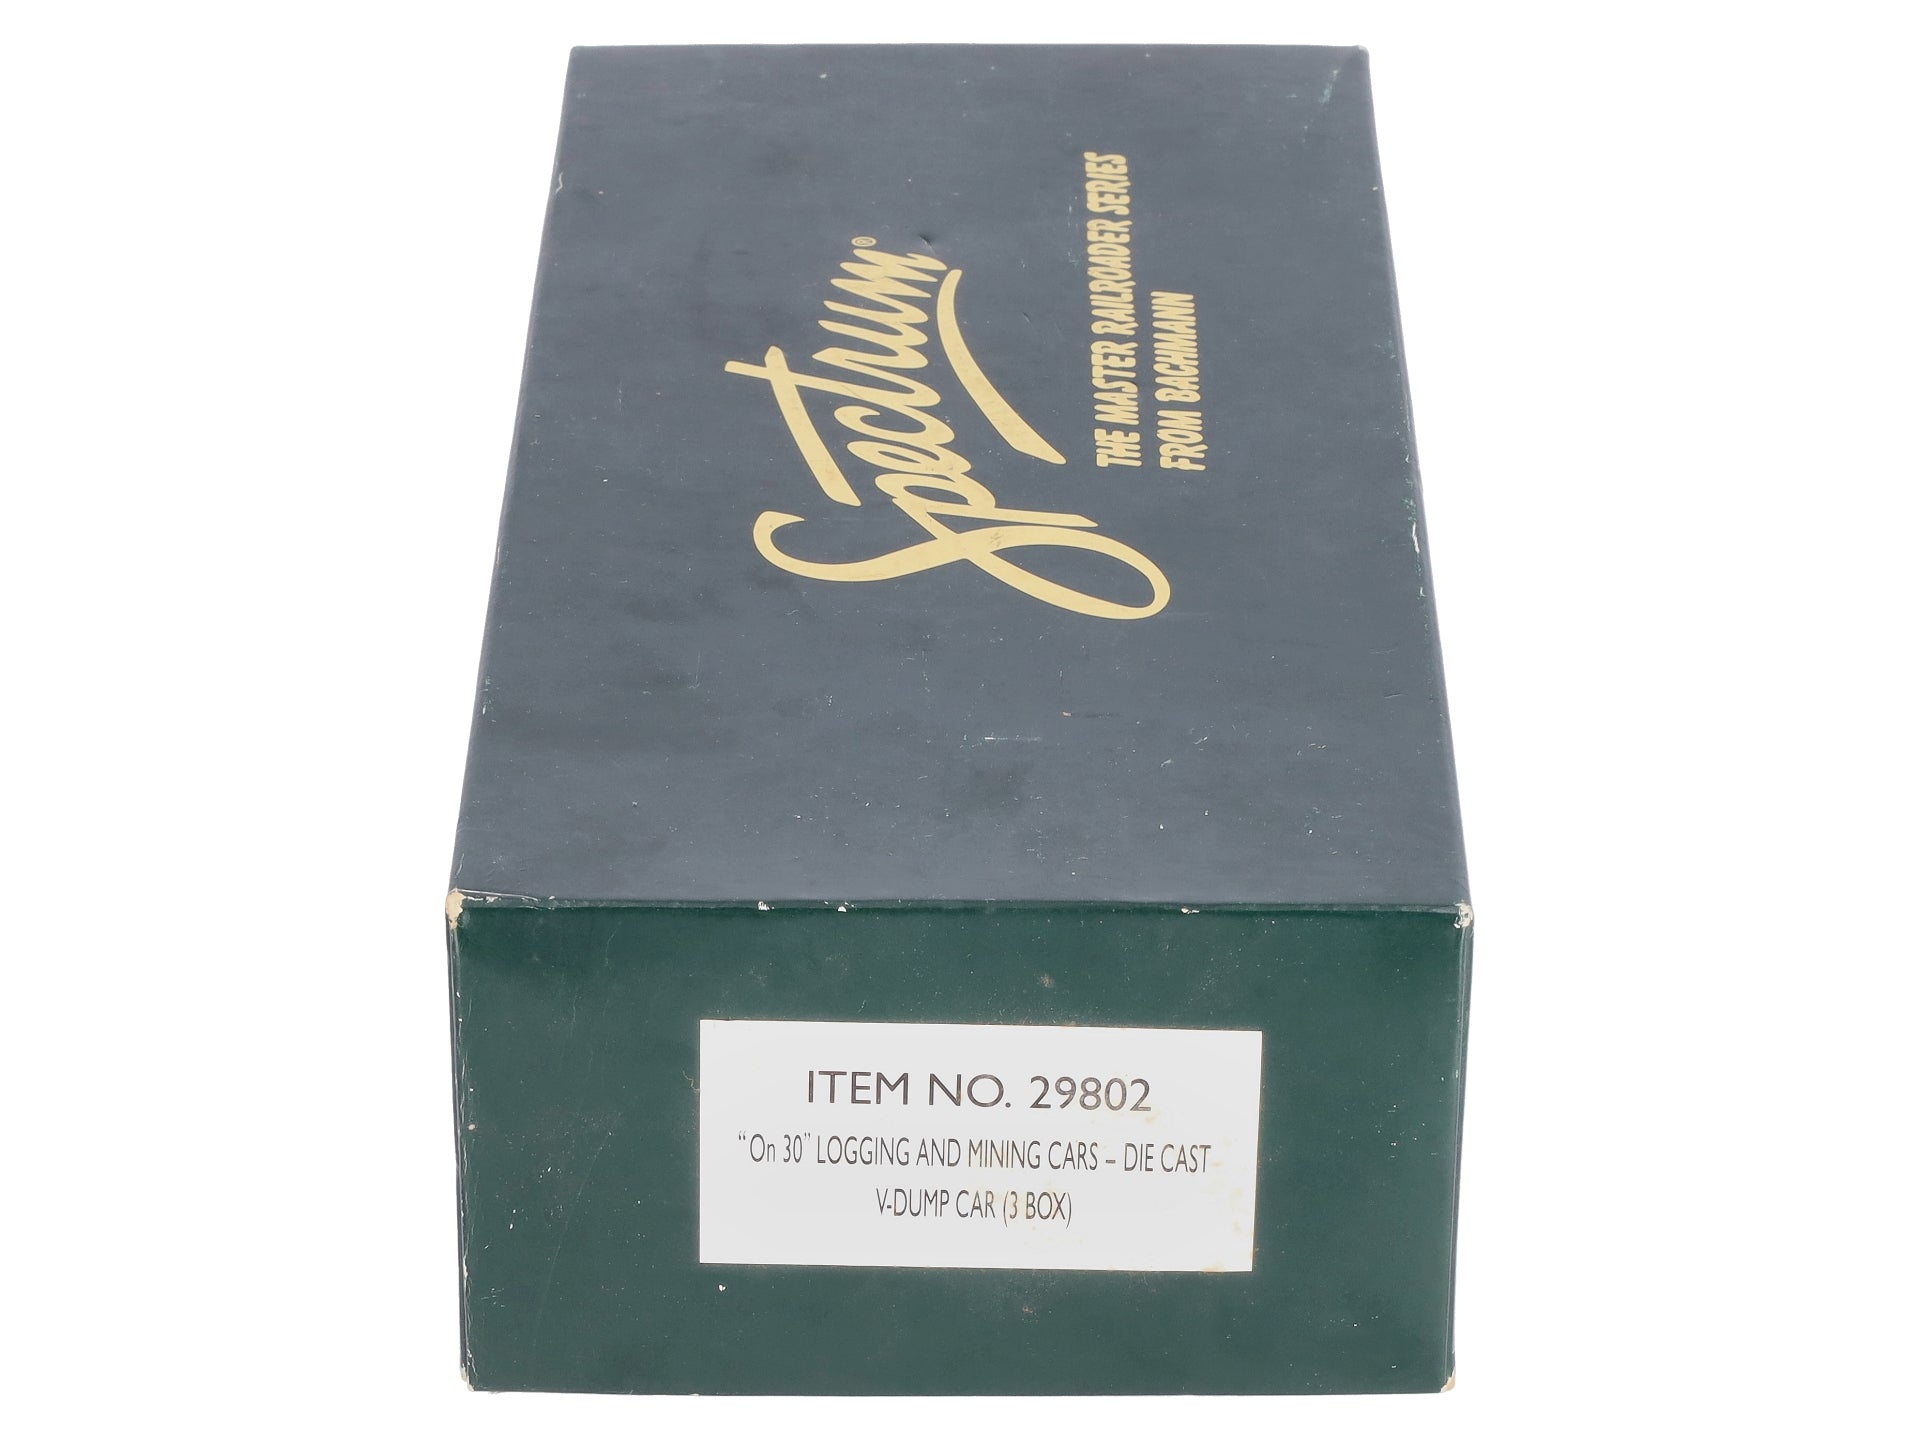 Spectrum®
THE MASTER RAILROADER SERIES
FROM BACHMANN
ITEM NO. 29802
“On 30” LOGGING AND MINING CARS – DIE CAST
V-DUMP CAR (3 BOX)